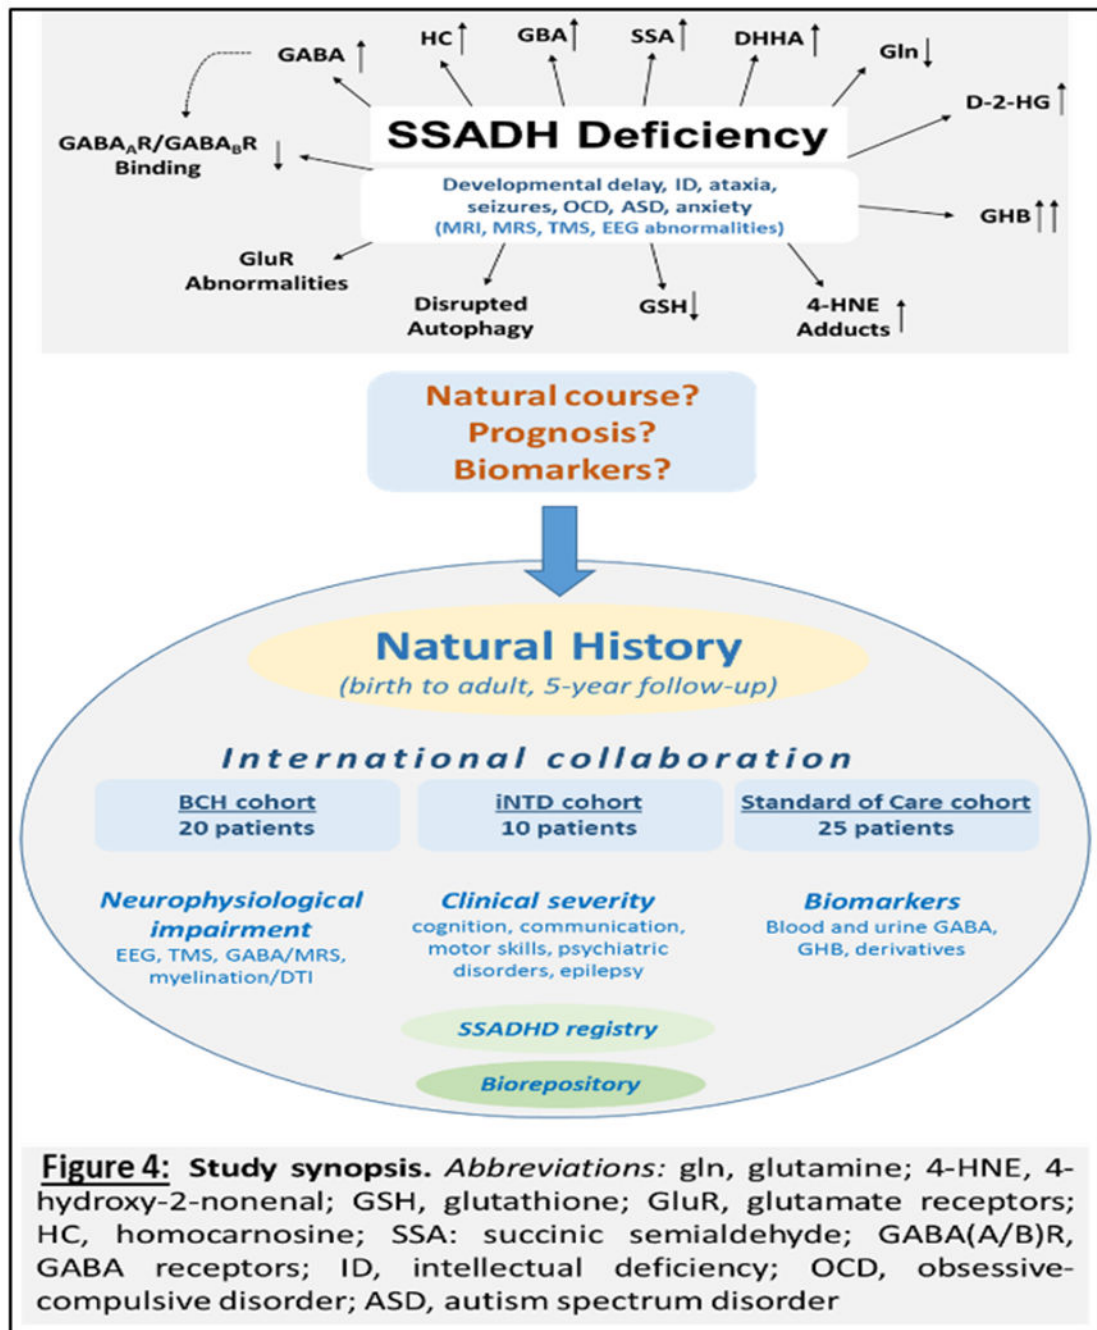 GABA ↑
HC ↑
GBA ↑
SSA ↑
DHHA ↑
Gln ↓
D-2-HG ↑
SSADH Deficiency
GABA_AR/GABA_BR
Binding ↓
Developmental delay, ID, ataxia,
seizures, OCD, ASD, anxiety
(MRI, MRS, TMS, EEG abnormalities)
GHB ↑↑
GluR
Abnormalities
Disrupted
Autophagy
GSH ↓
4-HNE
Adducts ↑
Natural course?
Prognosis?
Biomarkers?
Natural History
(birth to adult, 5-year follow-up)
International collaboration
BCH cohort
20 patients
iNTD cohort
10 patients
Standard of Care cohort
25 patients
Neurophysiological
impairment
EEG, TMS, GABA/MRS,
myelination/DTI
Clinical severity
cognition, communication,
motor skills, psychiatric
disorders, epilepsy
Biomarkers
Blood and urine GABA,
GHB, derivatives
SSADHD registry
Biorepository
Figure 4: Study synopsis. Abbreviations: gln, glutamine; 4-HNE, 4-
hydroxy-2-nonenal; GSH, glutathione; GluR, glutamate receptors;
HC, homocarnosine; SSA: succinic semialdehyde; GABA(A/B)R,
GABA receptors; ID, intellectual deficiency; OCD, obsessive-
compulsive disorder; ASD, autism spectrum disorder